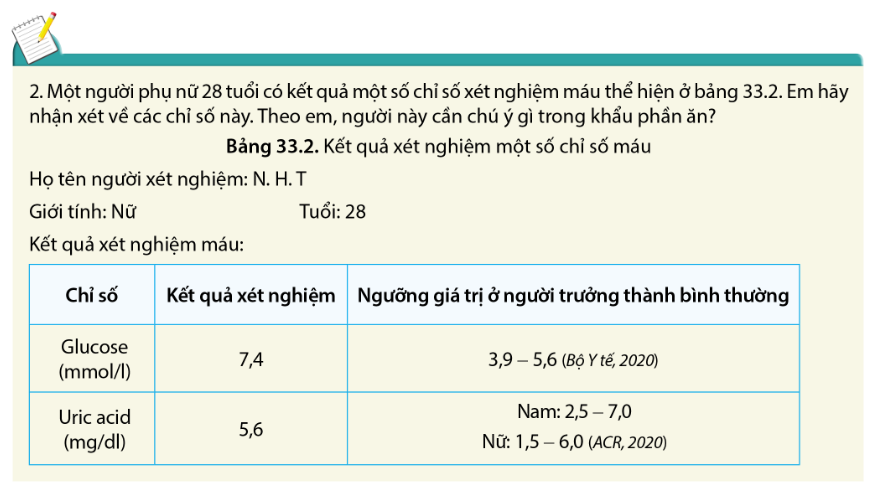 2. Một người phụ nữ 28 tuổi có kết quả một số chỉ số xét nghiệm máu thể hiện ở bảng 33.2. Em hãy
nhận xét về các chỉ số này. Theo em, người này cần chú ý gì trong khẩu phần ăn?
Bảng 33.2. Kết quả xét nghiệm một số chỉ số máu
Họ tên người xét nghiệm: N. H. T
Giới tính: Nữ Tuổi: 28
Kết quả xét nghiệm máu:
Chỉ số Kết quả xét nghiệm Ngưỡng giá trị ở người trưởng thành bình thường
Glucose
(mmol/l) 7,4 3,9 – 5,6 (Bộ Y tế, 2020)
Uric acid
(mg/dl) 5,6 Nam: 2,5 – 7,0
Nữ: 1,5 – 6,0 (ACR, 2020)